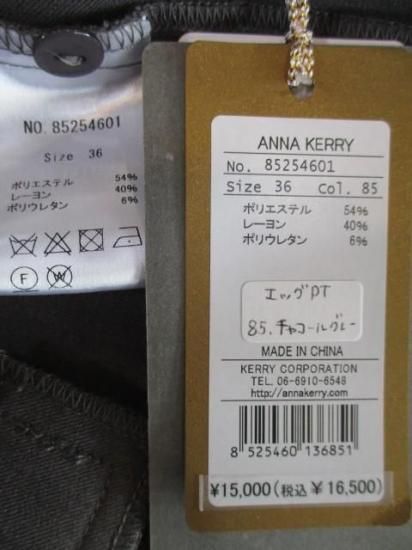 NO. 85254601
Size 36
ポリエステル 54%
レーヨン 40%
ポリウレタン 6%
F W
ANNA KERRY
No. 85254601
Size 36 Col. 85
ポリエステル 54%
レーヨン 40%
ポリウレタン 6%
エッグPT
85.チャコールグレー
MADE IN CHINA
KERRY CORPORATION
TEL. 06-6910-6548
http://annakerry.com/
8 525460 136851
¥15,000(税込 ¥16,500)